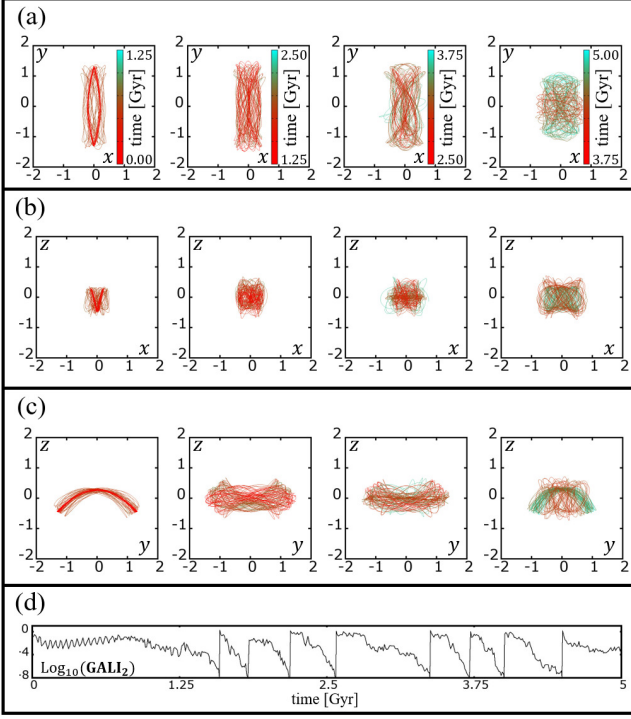 (a)
y 1.25 y 2.50 y 3.75 y 5.00
2 2 2 2
1 1 1 1
0 0 0 0
-1 -1 -1 -1
-2 -2 -2 -2
time [Gyr] time [Gyr] time [Gyr] time [Gyr]
x 0.00 x 1.25 x 2.50 x 3.75
-2 -1 0 1 2 -2 -1 0 1 2 -2 -1 0 1 2 -2 -1 0 1 2
(b)
2 2 2 2
z z z z
1 1 1 1
0 0 0 0
-1 -1 -1 -1
x x x x
-2 -2 -2 -2
-2 -1 0 1 2 -2 -1 0 1 2 -2 -1 0 1 2 -2 -1 0 1 2
(c)
2 2 2 2
z z z z
1 1 1 1
0 0 0 0
-1 -1 -1 -1
y y y y
-2 -2 -2 -2
-2 -1 0 1 2 -2 -1 0 1 2 -2 -1 0 1 2 -2 -1 0 1 2
(d)
0
-4
Log10(GALI2)
-8
0 1.25 2.5 3.75 5
time [Gyr]